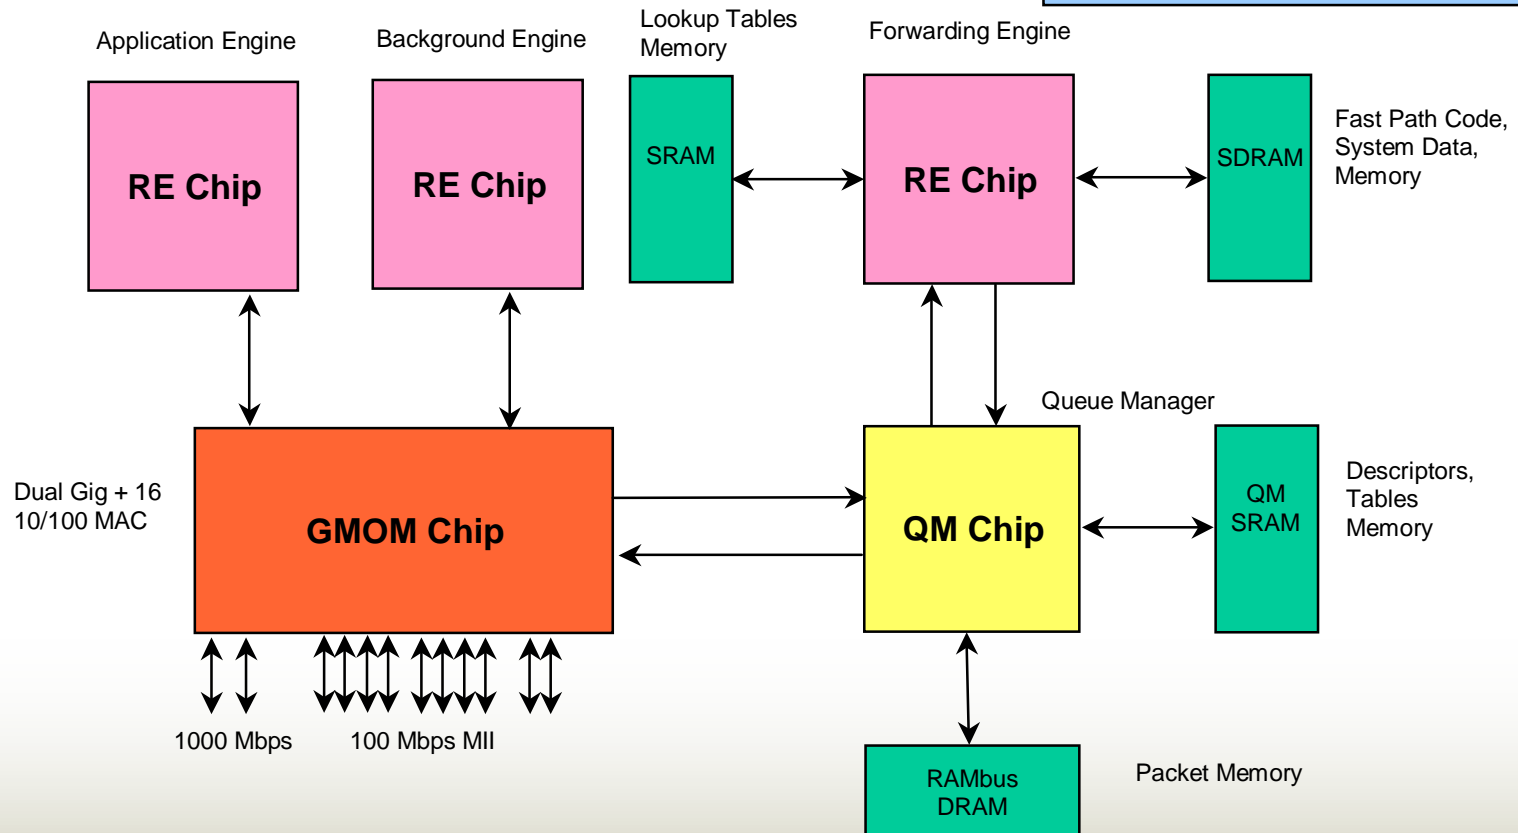 Application Engine
Background Engine
Lookup Tables
Memory
Forwarding Engine
RE Chip
RE Chip
SRAM
RE Chip
SDRAM
Fast Path Code,
System Data,
Memory
Queue Manager
Dual Gig + 16
10/100 MAC
GMOM Chip
QM Chip
QM
SRAM
Descriptors,
Tables
Memory
1000 Mbps
100 Mbps MII
RAMbus
DRAM
Packet Memory